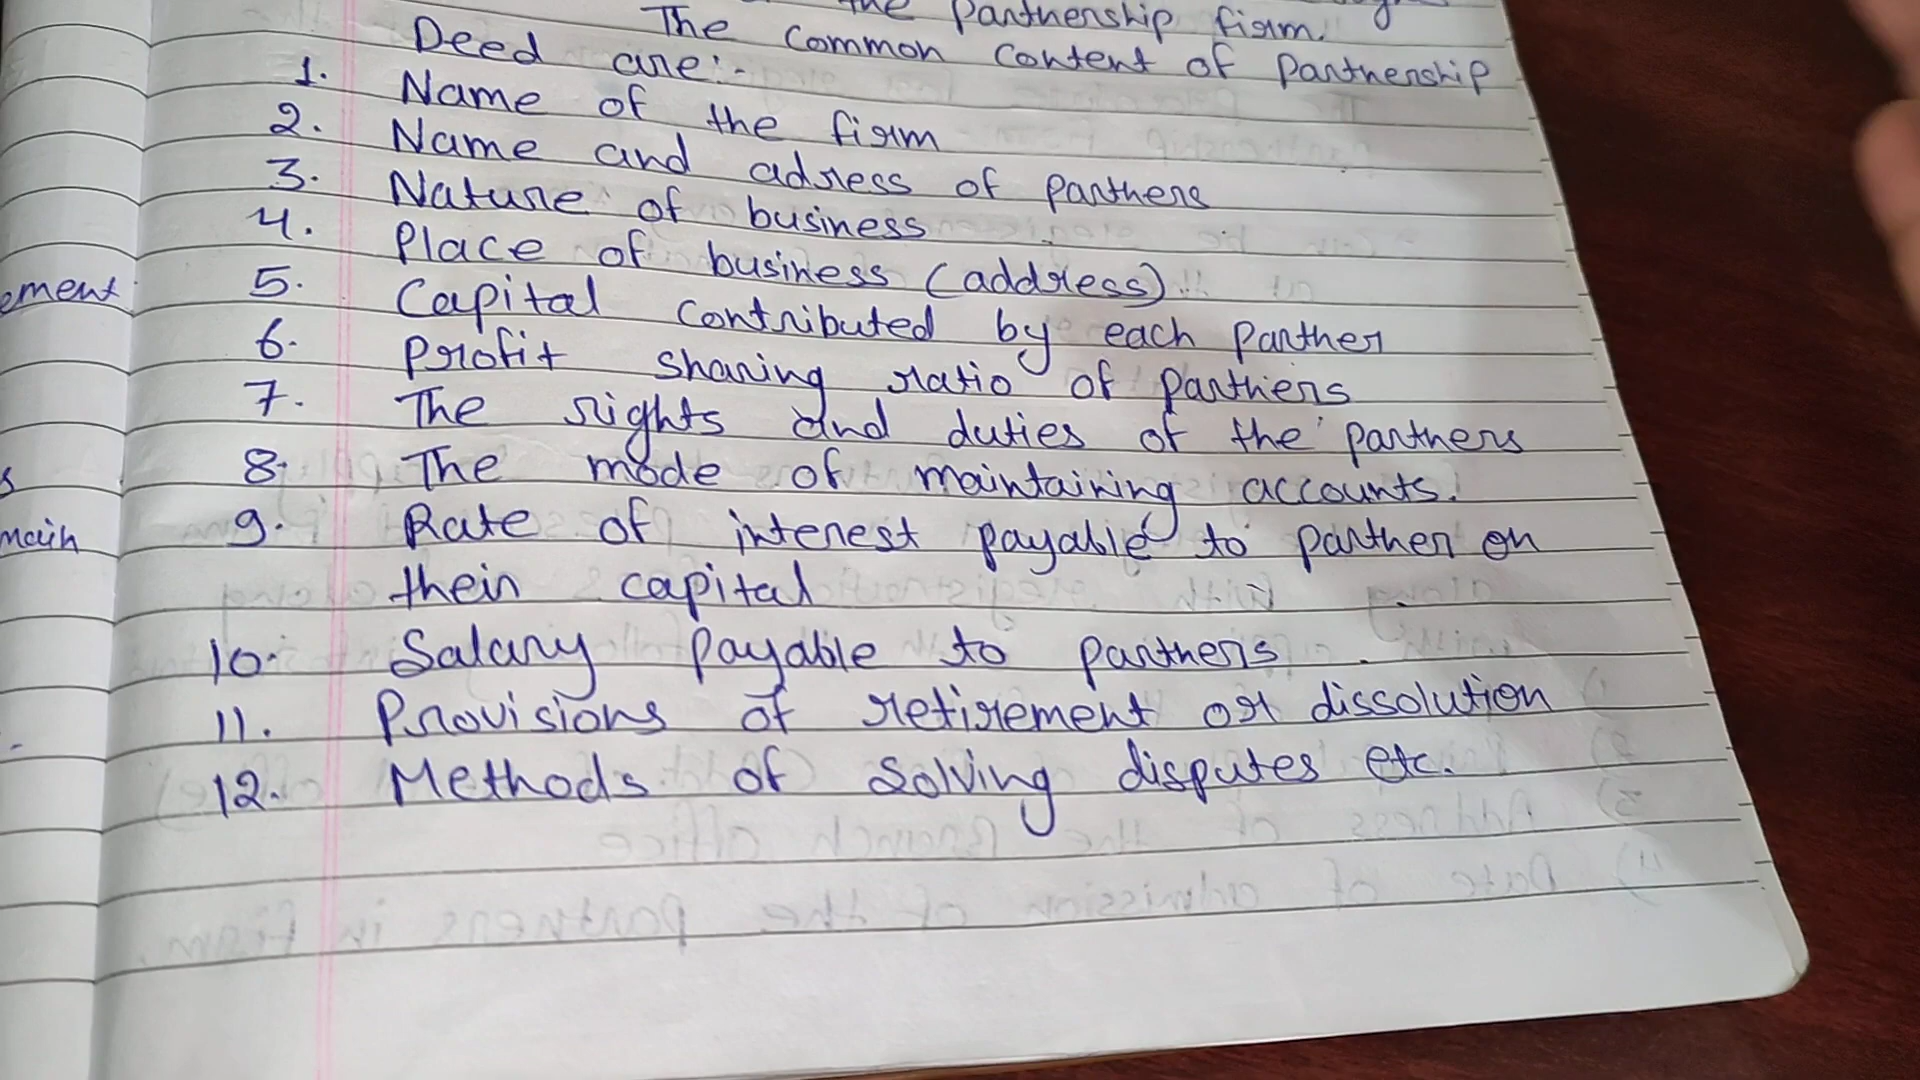 the partnership firm.
The common content of partnership
Deed are:-
1. Name of the firm
2. Name and adress of partners
3. Nature of business
4. Place of business (address)
5. Capital contributed by each partner
6. Profit sharing ratio of partners
7. The rights and duties of the partners
8. The mode of maintaining accounts.
9. Rate of interest payable to partner on
their capital
10. Salary payable to partners
11. Provisions of retirement or dissolution
12. Methods of solving disputes etc.
ement
s
main